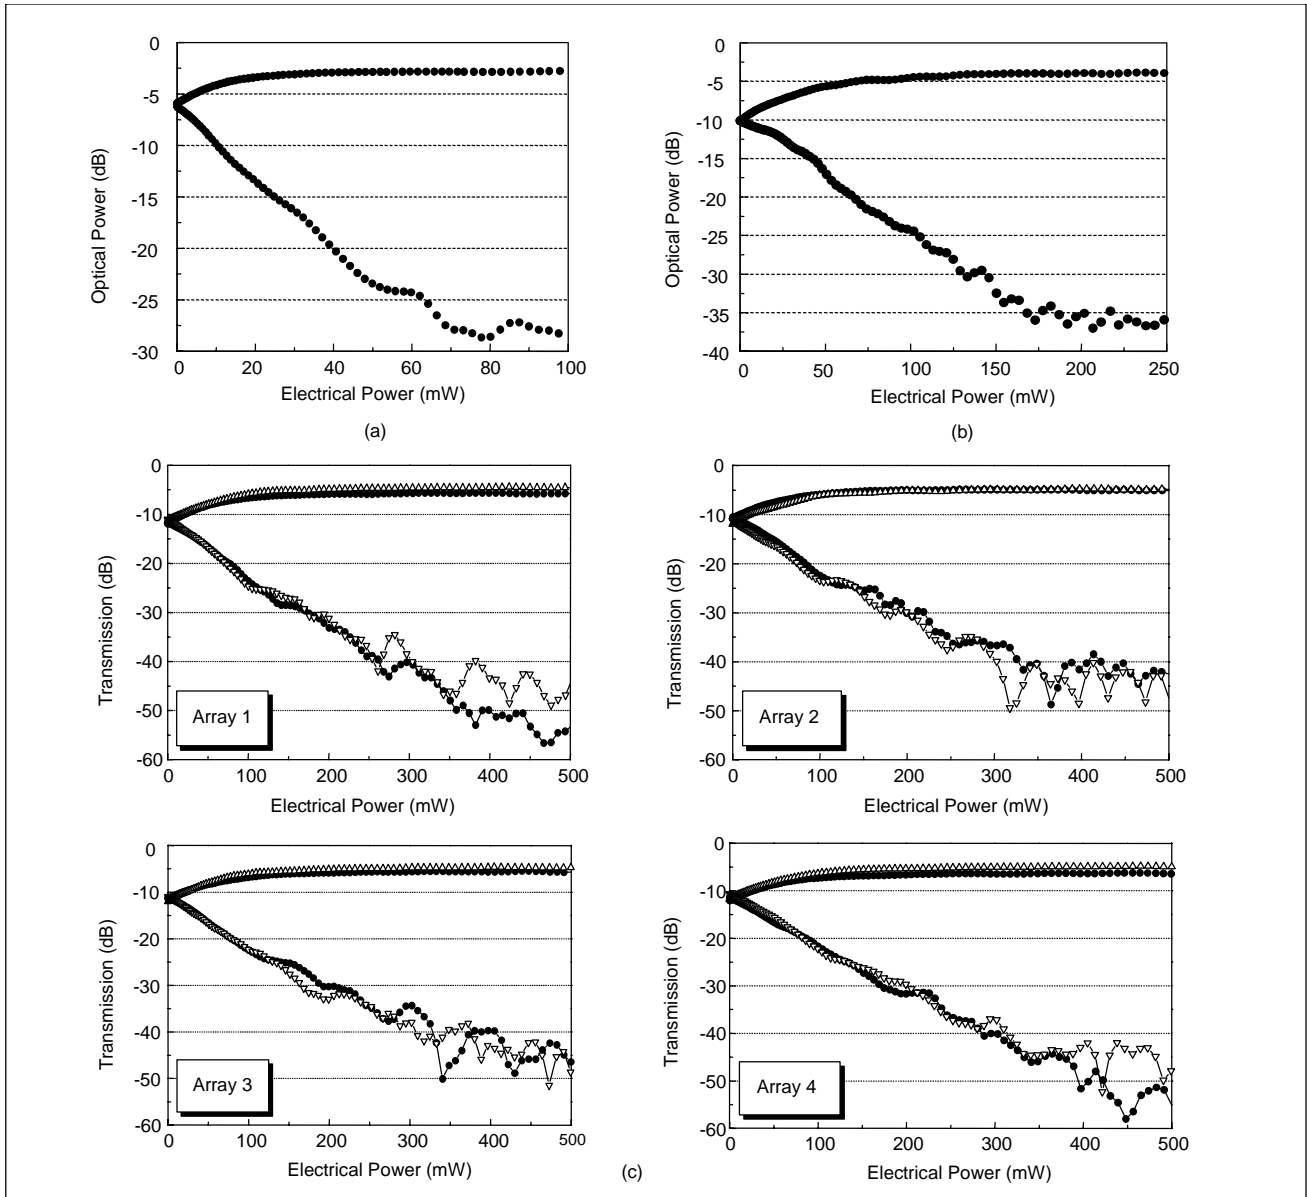 0
-5
-10
-15
-20
-25
-30
Optical Power (dB)
0 20 40 60 80 100
Electrical Power (mW)
(a)
0
-5
-10
-15
-20
-25
-30
-35
-40
Optical Power (dB)
0 50 100 150 200 250
Electrical Power (mW)
(b)
0
-10
-20
-30
-40
-50
-60
Transmission (dB)
Array 1
0 100 200 300 400 500
Electrical Power (mW)
0
-10
-20
-30
-40
-50
-60
Transmission (dB)
Array 2
0 100 200 300 400 500
Electrical Power (mW)
0
-10
-20
-30
-40
-50
-60
Transmission (dB)
Array 3
0 100 200 300 400 500
Electrical Power (mW)
0
-10
-20
-30
-40
-50
-60
Transmission (dB)
Array 4
0 100 200 300 400 500
Electrical Power (mW)
(c)